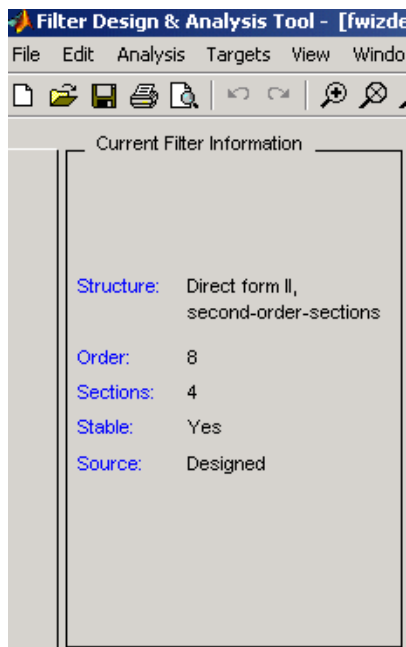 Filter Design & Analysis Tool - [fwizde
File Edit Analysis Targets View Windo
Current Filter Information
Structure: Direct form II,
second-order-sections
Order: 8
Sections: 4
Stable: Yes
Source: Designed